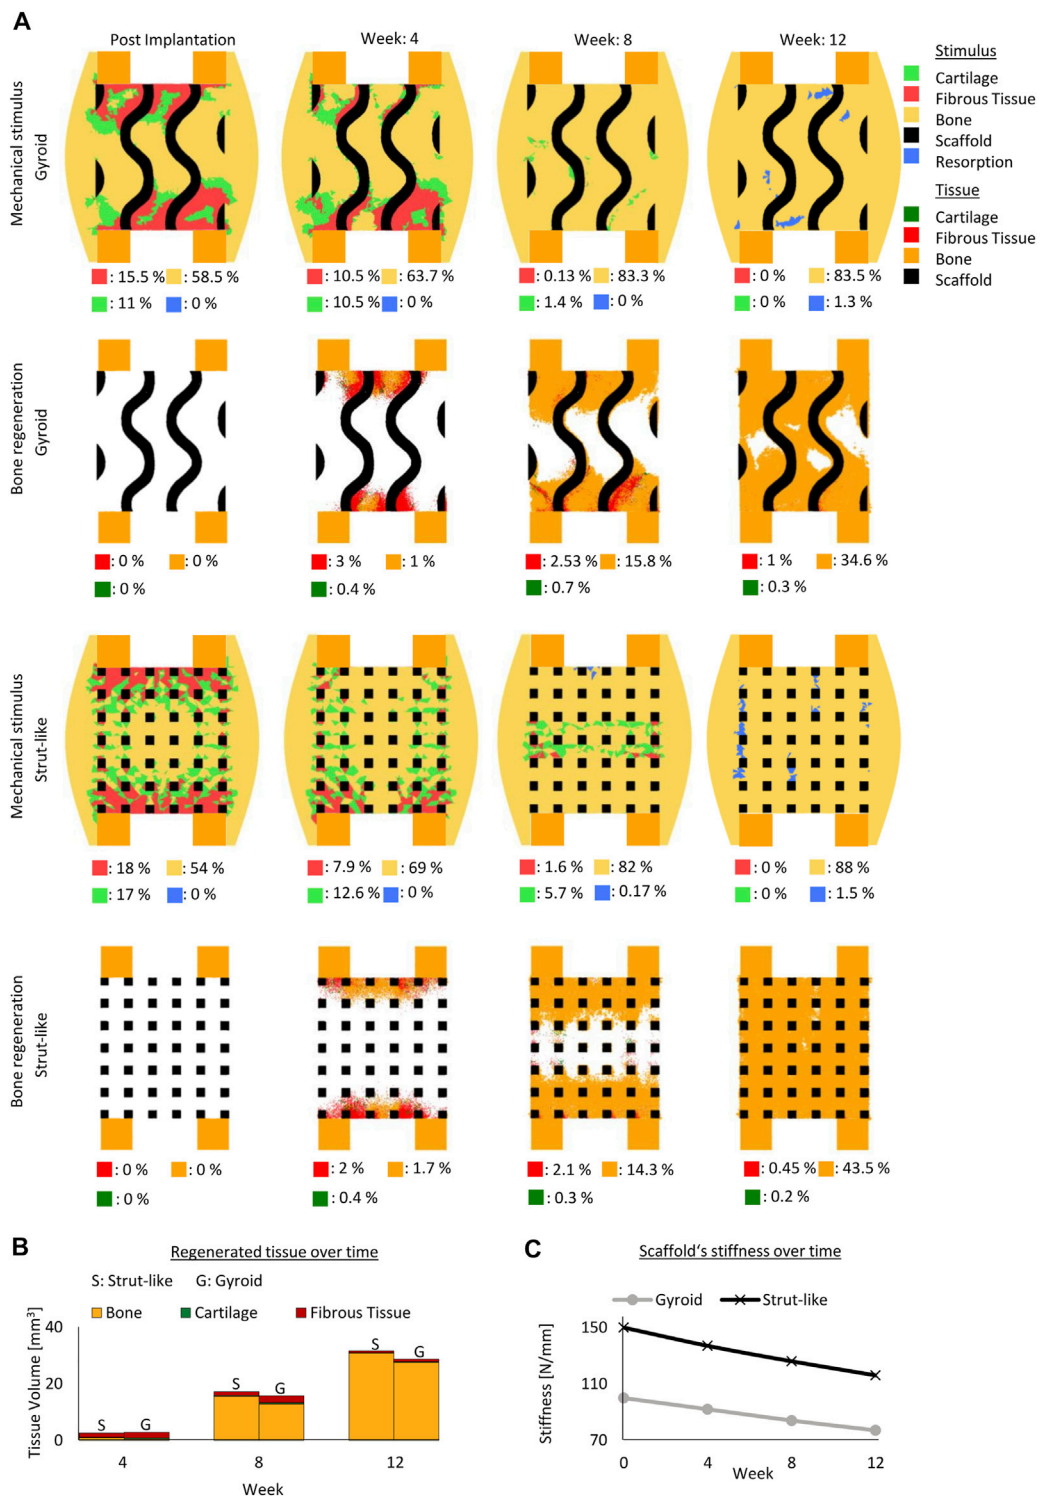 A
Post Implantation Week: 4 Week: 8 Week: 12
Mechanical stimulus
Gyroid
Stimulus
Cartilage
Fibrous Tissue
Bone
Scaffold
Resorption
Tissue
Cartilage
Fibrous Tissue
Bone
Scaffold
: 15.5 % : 58.5 % : 10.5 % : 63.7 % : 0.13 % : 83.3 % : 0 % : 83.5 %
: 11 % : 0 % : 10.5 % : 0 % : 1.4 % : 0 % : 0 % : 1.3 %
Bone regeneration
Gyroid
: 0 % : 0 % : 3 % : 1 % : 2.53 % : 15.8 % : 1 % : 34.6 %
: 0 % : 0.4 % : 0.7 % : 0.3 %
Mechanical stimulus
Strut-like
: 18 % : 54 % : 7.9 % : 69 % : 1.6 % : 82 % : 0 % : 88 %
: 17 % : 0 % : 12.6 % : 0 % : 5.7 % : 0.17 % : 0 % : 1.5 %
Bone regeneration
Strut-like
: 0 % : 0 % : 2 % : 1.7 % : 2.1 % : 14.3 % : 0.45 % : 43.5 %
: 0 % : 0.4 % : 0.3 % : 0.2 %
B
Regenerated tissue over time
S: Strut-like G: Gyroid
Bone Cartilage Fibrous Tissue
Tissue Volume [mm³]
40
20
0
S G S G S G
4 8 12
Week
C
Scaffold's stiffness over time
Gyroid Strut-like
Stiffness [N/mm]
150
110
70
0 4 8 12
Week